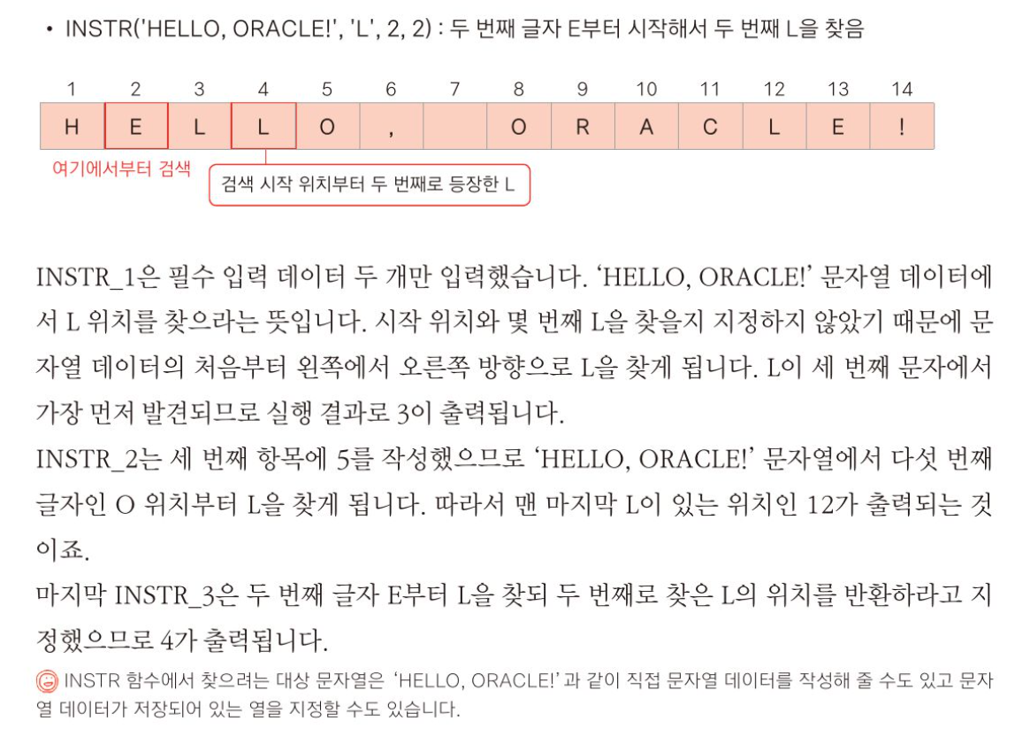 • INSTR('HELLO, ORACLE!', 'L', 2, 2) : 두 번째 글자 E부터 시작해서 두 번째 L을 찾음
1 2 3 4 5 6 7 8 9 10 11 12 13 14
H E L L O , O R A C L E !
여기에서부터 검색
검색 시작 위치부터 두 번째로 등장한 L
INSTR_1은 필수 입력 데이터 두 개만 입력했습니다. ‘HELLO, ORACLE!’ 문자열 데이터에
서 L 위치를 찾으라는 뜻입니다. 시작 위치와 몇 번째 L을 찾을지 지정하지 않았기 때문에 문
자열 데이터의 처음부터 왼쪽에서 오른쪽 방향으로 L을 찾게 됩니다. L이 세 번째 문자에서
가장 먼저 발견되므로 실행 결과로 3이 출력됩니다.
INSTR_2는 세 번째 항목에 5를 작성했으므로 ‘HELLO, ORACLE!’ 문자열에서 다섯 번째
글자인 O 위치부터 L을 찾게 됩니다. 따라서 맨 마지막 L이 있는 위치인 12가 출력되는 것
이죠.
마지막 INSTR_3은 두 번째 글자 E부터 L을 찾되 두 번째로 찾은 L의 위치를 반환하라고 지
정했으므로 4가 출력됩니다.
INSTR 함수에서 찾으려는 대상 문자열은 ‘HELLO, ORACLE!’과 같이 직접 문자열 데이터를 작성해 줄 수도 있고 문자
열 데이터가 저장되어 있는 열을 지정할 수도 있습니다.